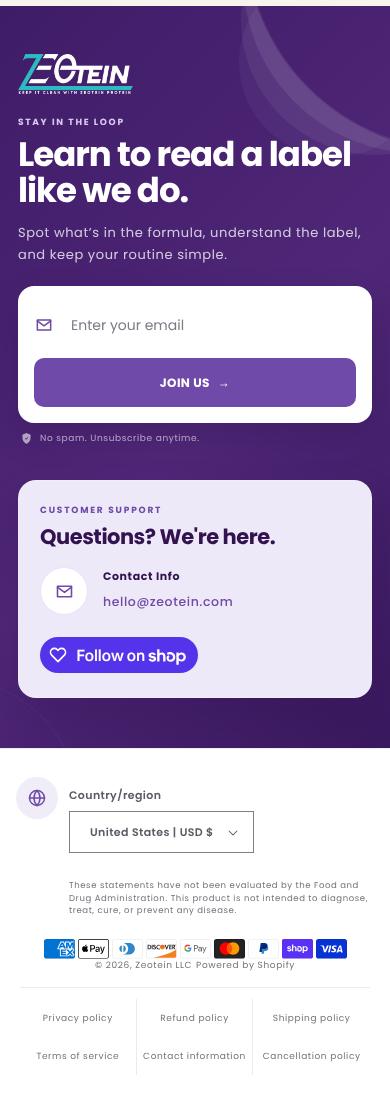 ZEOTEIN
KEEP IT CLEAN WITH ZEOTEIN PROTEIN
STAY IN THE LOOP
Learn to read a label
like we do.
Spot what's in the formula, understand the label,
and keep your routine simple.
Enter your email
JOIN US →
No spam. Unsubscribe anytime.
CUSTOMER SUPPORT
Questions? We're here.
Contact Info
hello@zeotein.com
Follow on shop
Country/region
United States | USD $
These statements have not been evaluated by the Food and
Drug Administration. This product is not intended to diagnose,
treat, cure, or prevent any disease.
AMEX Pay DISCOVER G Pay P shop VISA
© 2026, Zeotein LLC Powered by Shopify
Privacy policy Refund policy Shipping policy
Terms of service Contact information Cancellation policy